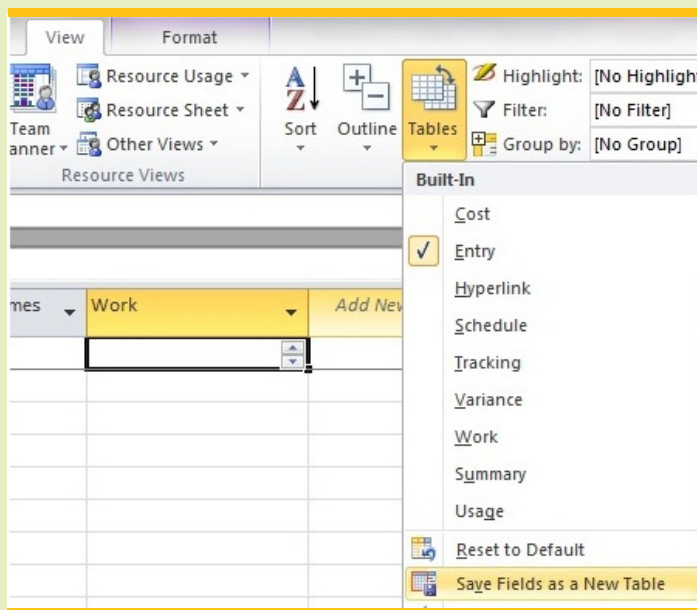 View Format
Resource Usage
Resource Sheet
Other Views
Team
anner
Resource Views
Sort
Outline
Tables
Highlight: [No Highligh
Filter: [No Filter]
Group by: [No Group]
Built-In
Cost
Entry
Hyperlink
Schedule
Tracking
Variance
Work
Summary
Usage
Reset to Default
Save Fields as a New Table
mes Work Add New